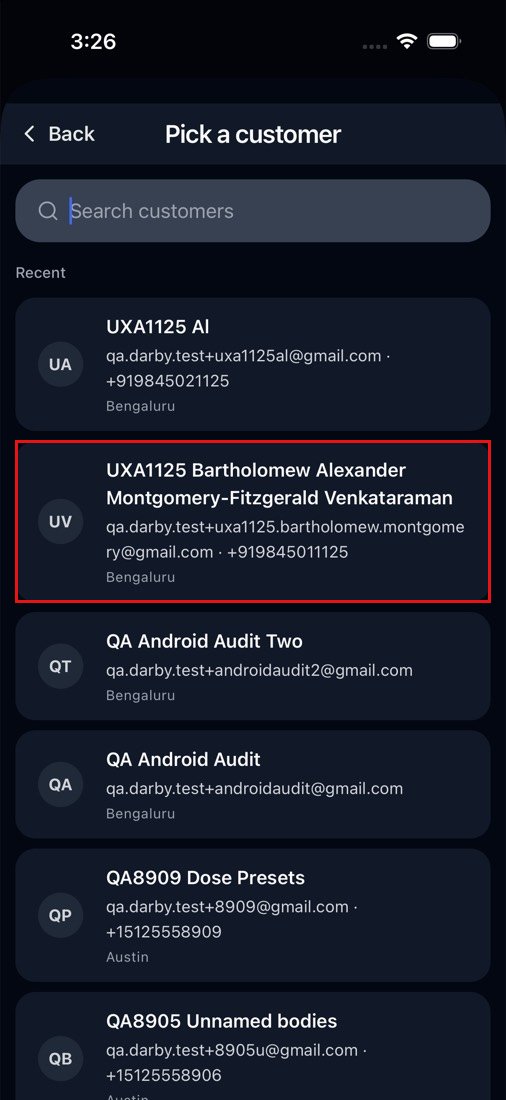 3:26
Back
Pick a customer
Search customers
Recent
UA
UXA1125 Al
qa.darby.test+uxa1125al@gmail.com ·
+919845021125
Bengaluru
UV
UXA1125 Bartholomew Alexander
Montgomery-Fitzgerald Venkataraman
qa.darby.test+uxa1125.bartholomew.montgome
ry@gmail.com · +919845011125
Bengaluru
QT
QA Android Audit Two
qa.darby.test+androidaudit2@gmail.com
Bengaluru
QA
QA Android Audit
qa.darby.test+androidaudit@gmail.com
Bengaluru
QP
QA8909 Dose Presets
qa.darby.test+8909@gmail.com ·
+15125558909
Austin
QB
QA8905 Unnamed bodies
qa.darby.test+8905u@gmail.com ·
+15125558906
Austin